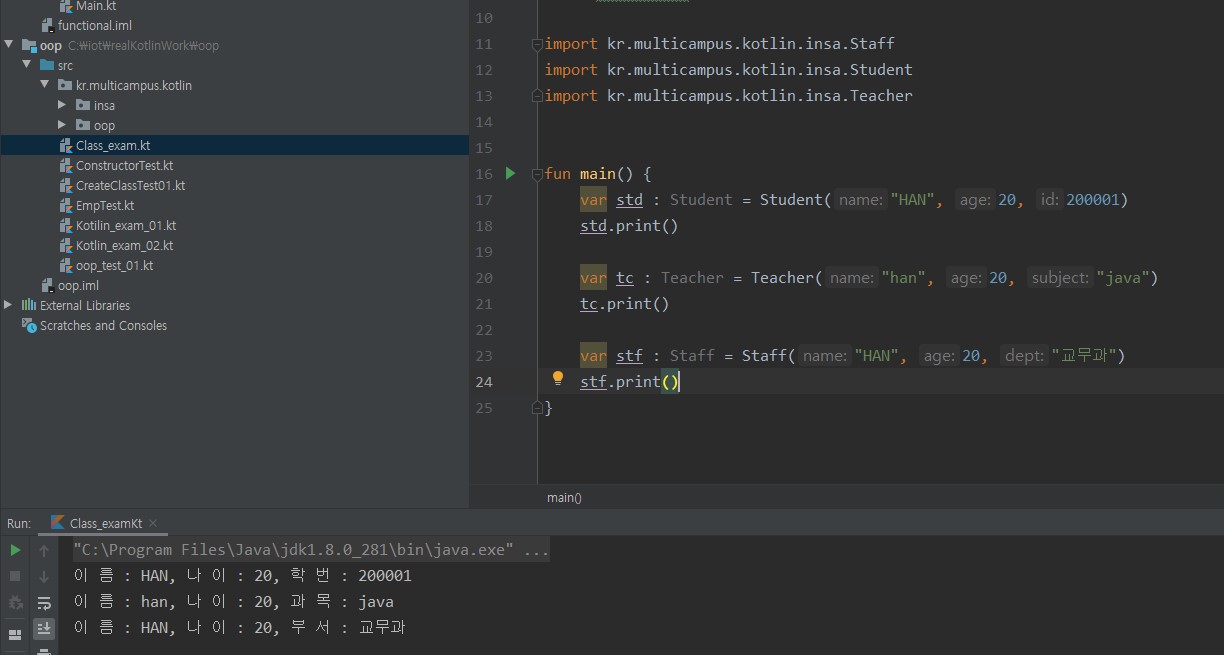 Main.kt
functional.iml
oop C:₩iot₩realKotlinWork₩oop
src
kr.multicampus.kotlin
insa
oop
Class_exam.kt
ConstructorTest.kt
CreateClassTest01.kt
EmpTest.kt
Kotilin_exam_01.kt
Kotlin_exam_02.kt
oop_test_01.kt
oop.iml
External Libraries
Scratches and Consoles
10
11 import kr.multicampus.kotlin.insa.Staff
12 import kr.multicampus.kotlin.insa.Student
13 import kr.multicampus.kotlin.insa.Teacher
14
15
16 fun main() {
17 var std : Student = Student( name: "HAN", age: 20, id: 200001)
18 std.print()
19
20 var tc : Teacher = Teacher( name: "han", age: 20, subject: "java")
21 tc.print()
22
23 var stf : Staff = Staff( name: "HAN", age: 20, dept: "교무과")
24 stf.print()
25 }
main()
Run: Class_examKt ×
"C:\Program Files\Java\jdk1.8.0_281\bin\java.exe" ...
이 름 : HAN, 나 이 : 20, 학 번 : 200001
이 름 : han, 나 이 : 20, 과 목 : java
이 름 : HAN, 나 이 : 20, 부 서 : 교무과